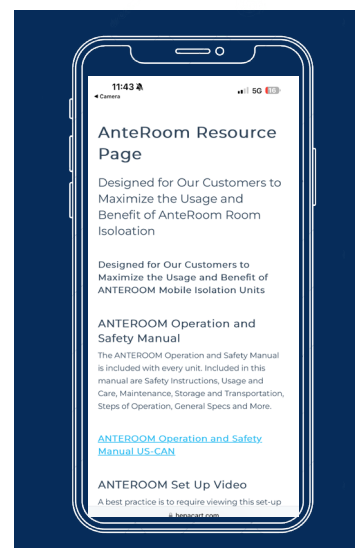 11:43
◄ Camera
5G
AnteRoom Resource
Page
Designed for Our Customers to
Maximize the Usage and
Benefit of AnteRoom Room
Isoloation
Designed for Our Customers to
Maximize the Usage and Benefit of
ANTEROOM Mobile Isolation Units
ANTEROOM Operation and
Safety Manual
The ANTEROOM Operation and Safety Manual
is included with every unit. Included in this
manual are Safety Instructions, Usage and
Care, Maintenance, Storage and Transportation,
Steps of Operation, General Specs and More.
ANTEROOM Operation and Safety
Manual US-CAN
ANTEROOM Set Up Video
A best practice is to require viewing this set-up
hepacart.com